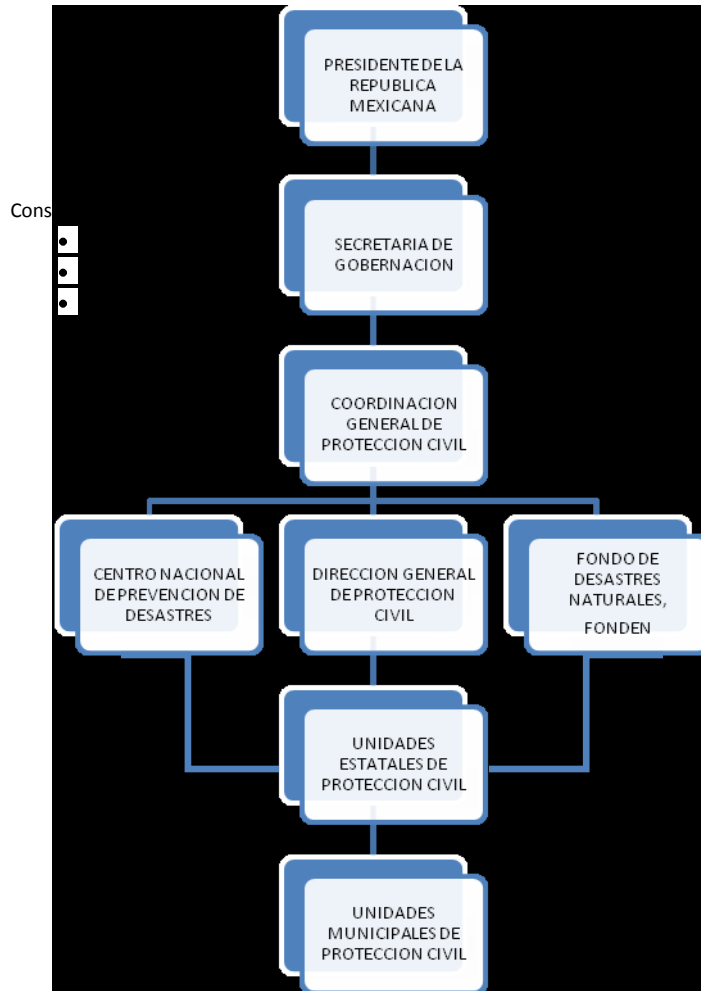 PRESIDENTE DE LA
REPUBLICA
MEXICANA
Cons
•
•
•
SECRETARIA DE
GOBERNACION
COORDINACION
GENERAL DE
PROTECCION CIVIL
CENTRO NACIONAL
DE PREVENCION DE
DESASTRES
DIRECCION GENERAL
DE PROTECCION
CIVIL
FONDO DE
DESASTRES
NATURALES,
FONDEN
UNIDADES
ESTATALES DE
PROTECCION CIVIL
UNIDADES
MUNICIPALES DE
PROTECCION CIVIL